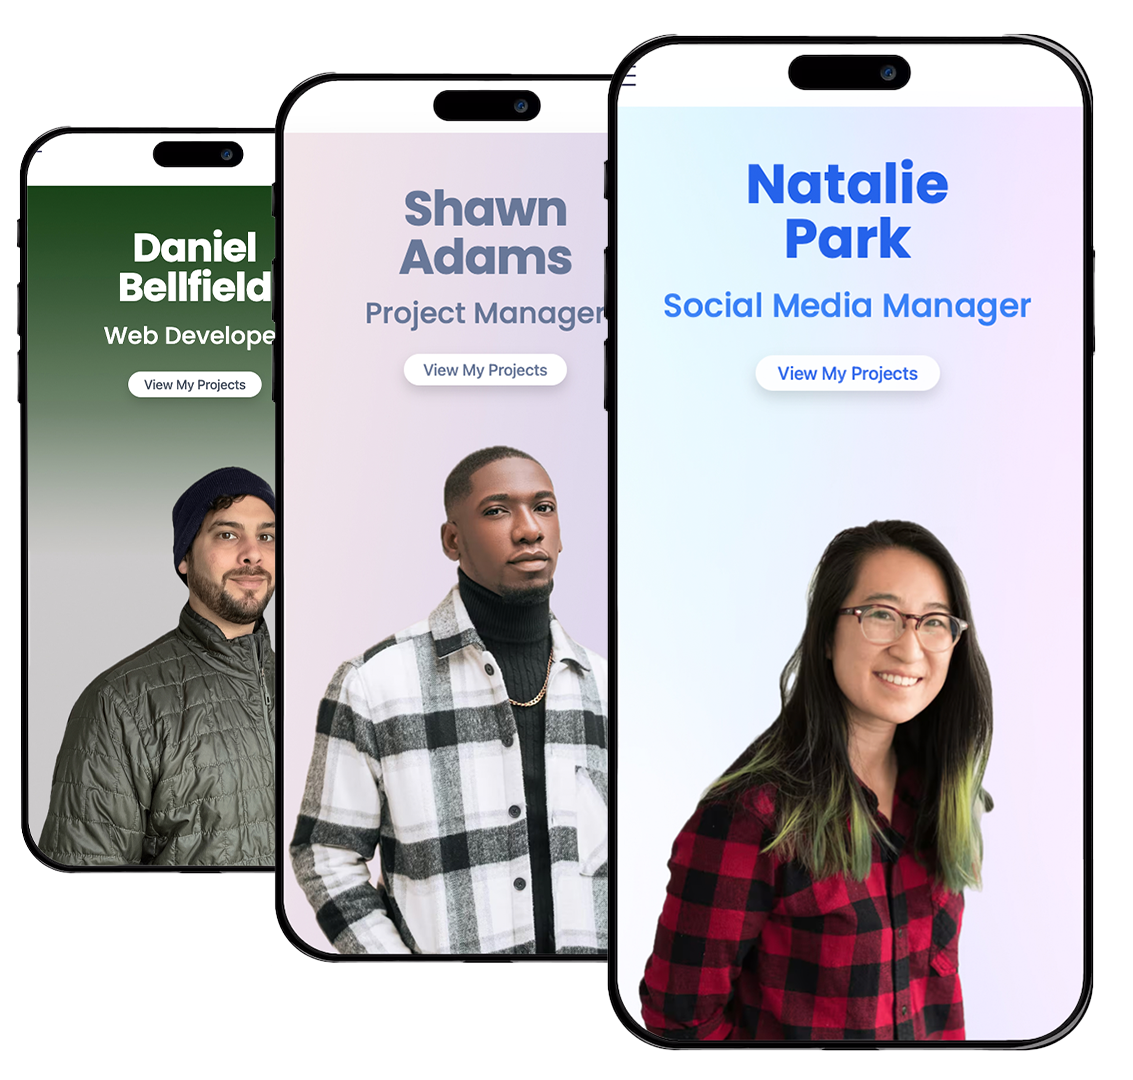 Daniel
Bellfield
Web Develope
View My Projects
Shawn
Adams
Project Manager
View My Projects
Natalie
Park
Social Media Manager
View My Projects